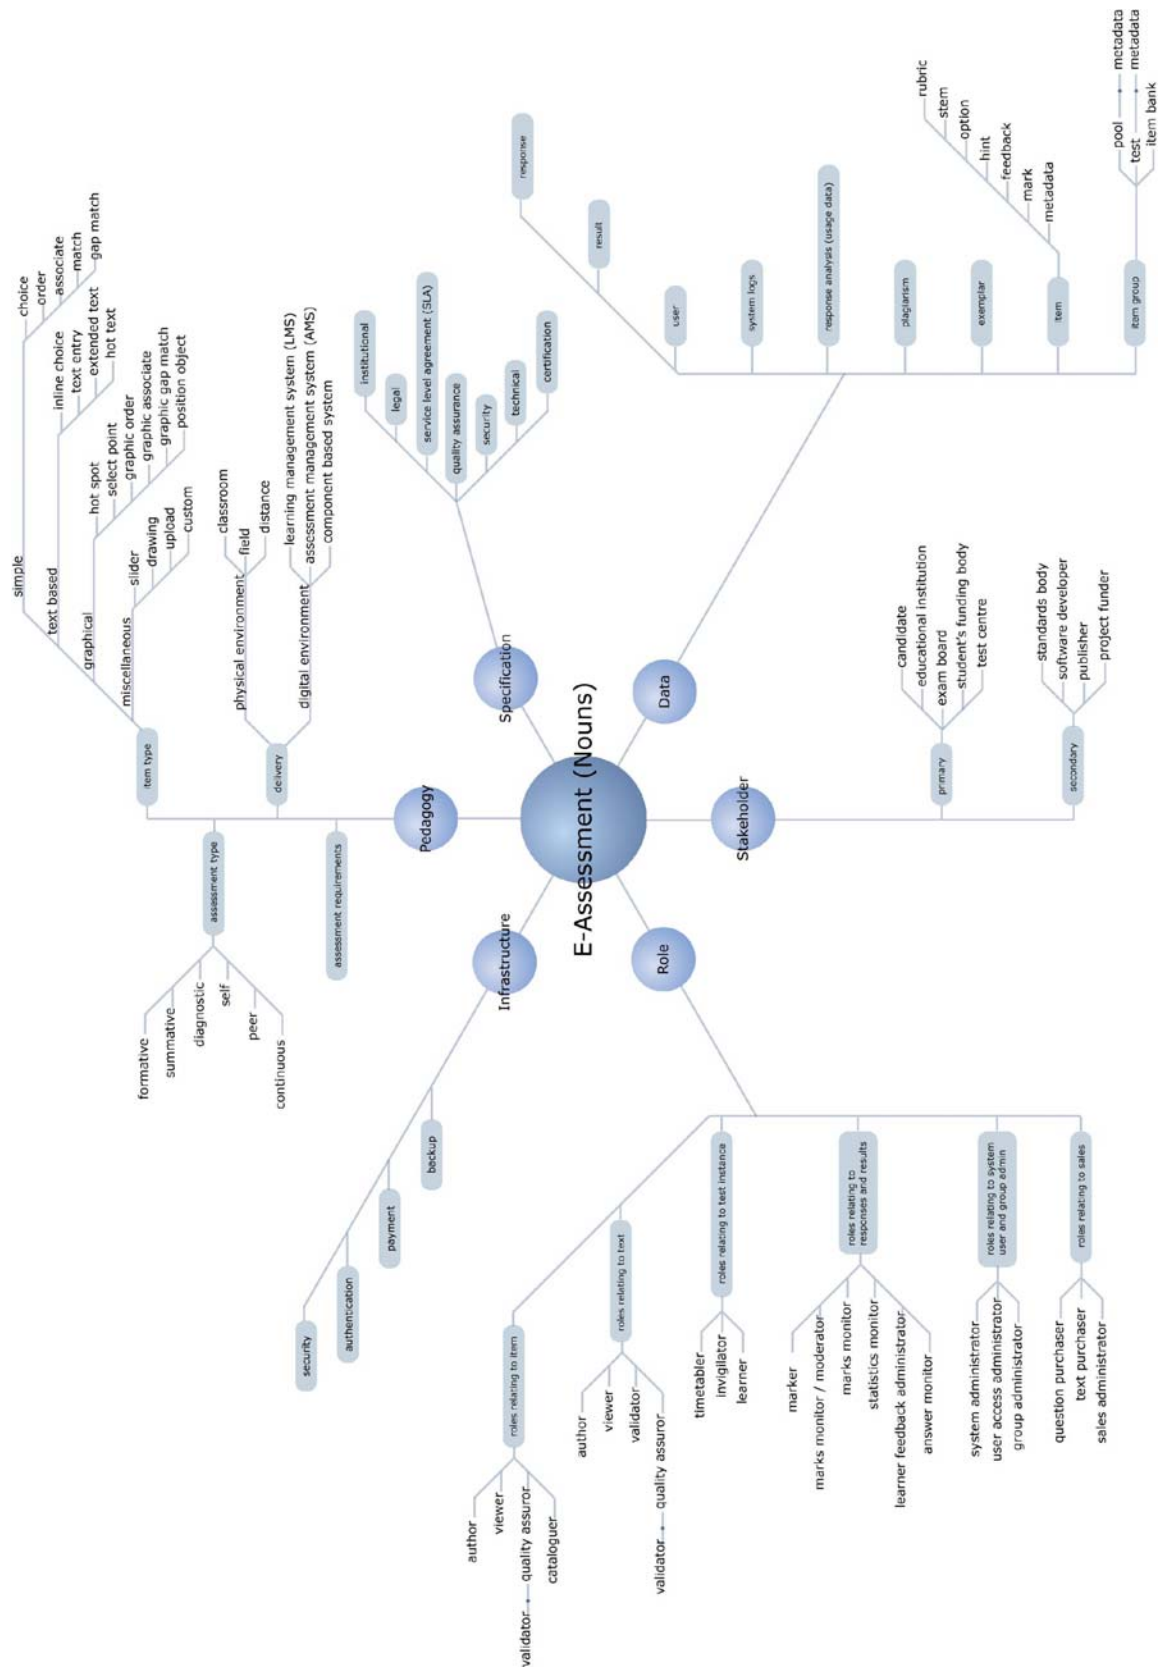 E-Assessment (Nouns)
Pedagogy
item type
simple
choice
order
associate
match
gap match
text based
inline choice
text entry
extended text
hot text
graphical
hot spot
select point
graphic order
graphic associate
graphic gap match
position object
miscellaneous
slider
drawing
upload
custom
delivery
physical environment
classroom
field
distance
digital environment
learning management system (LMS)
assessment management system (AMS)
component based system
assessment type
formative
summative
diagnostic
self
peer
continuous
assessment requirements
Specification
institutional
legal
service level agreement (SLA)
quality assurance
security
technical
certification
Data
response
result
user
system logs
response analysis (usage data)
plagiarism
exemplar
item
rubric
stem
option
hint
feedback
mark
metadata
item group
pool
metadata
test
metadata
item bank
Stakeholder
primary
candidate
educational institution
exam board
student's funding body
test centre
secondary
standards body
software developer
publisher
project funder
Role
roles relating to item
author
viewer
validator
quality assuror
cataloguer
roles relating to text
author
viewer
validator
validator
quality assuror
roles relating to test instance
timetabler
invigilator
learner
roles relating to
responses and results
marker
marks monitor / moderator
marks monitor
statistics monitor
learner feedback administrator
answer monitor
roles relating to system
user and group admin
system administrator
user access administrator
group administrator
roles relating to sales
question purchaser
text purchaser
sales administrator
Infrastructure
security
authentication
payment
backup